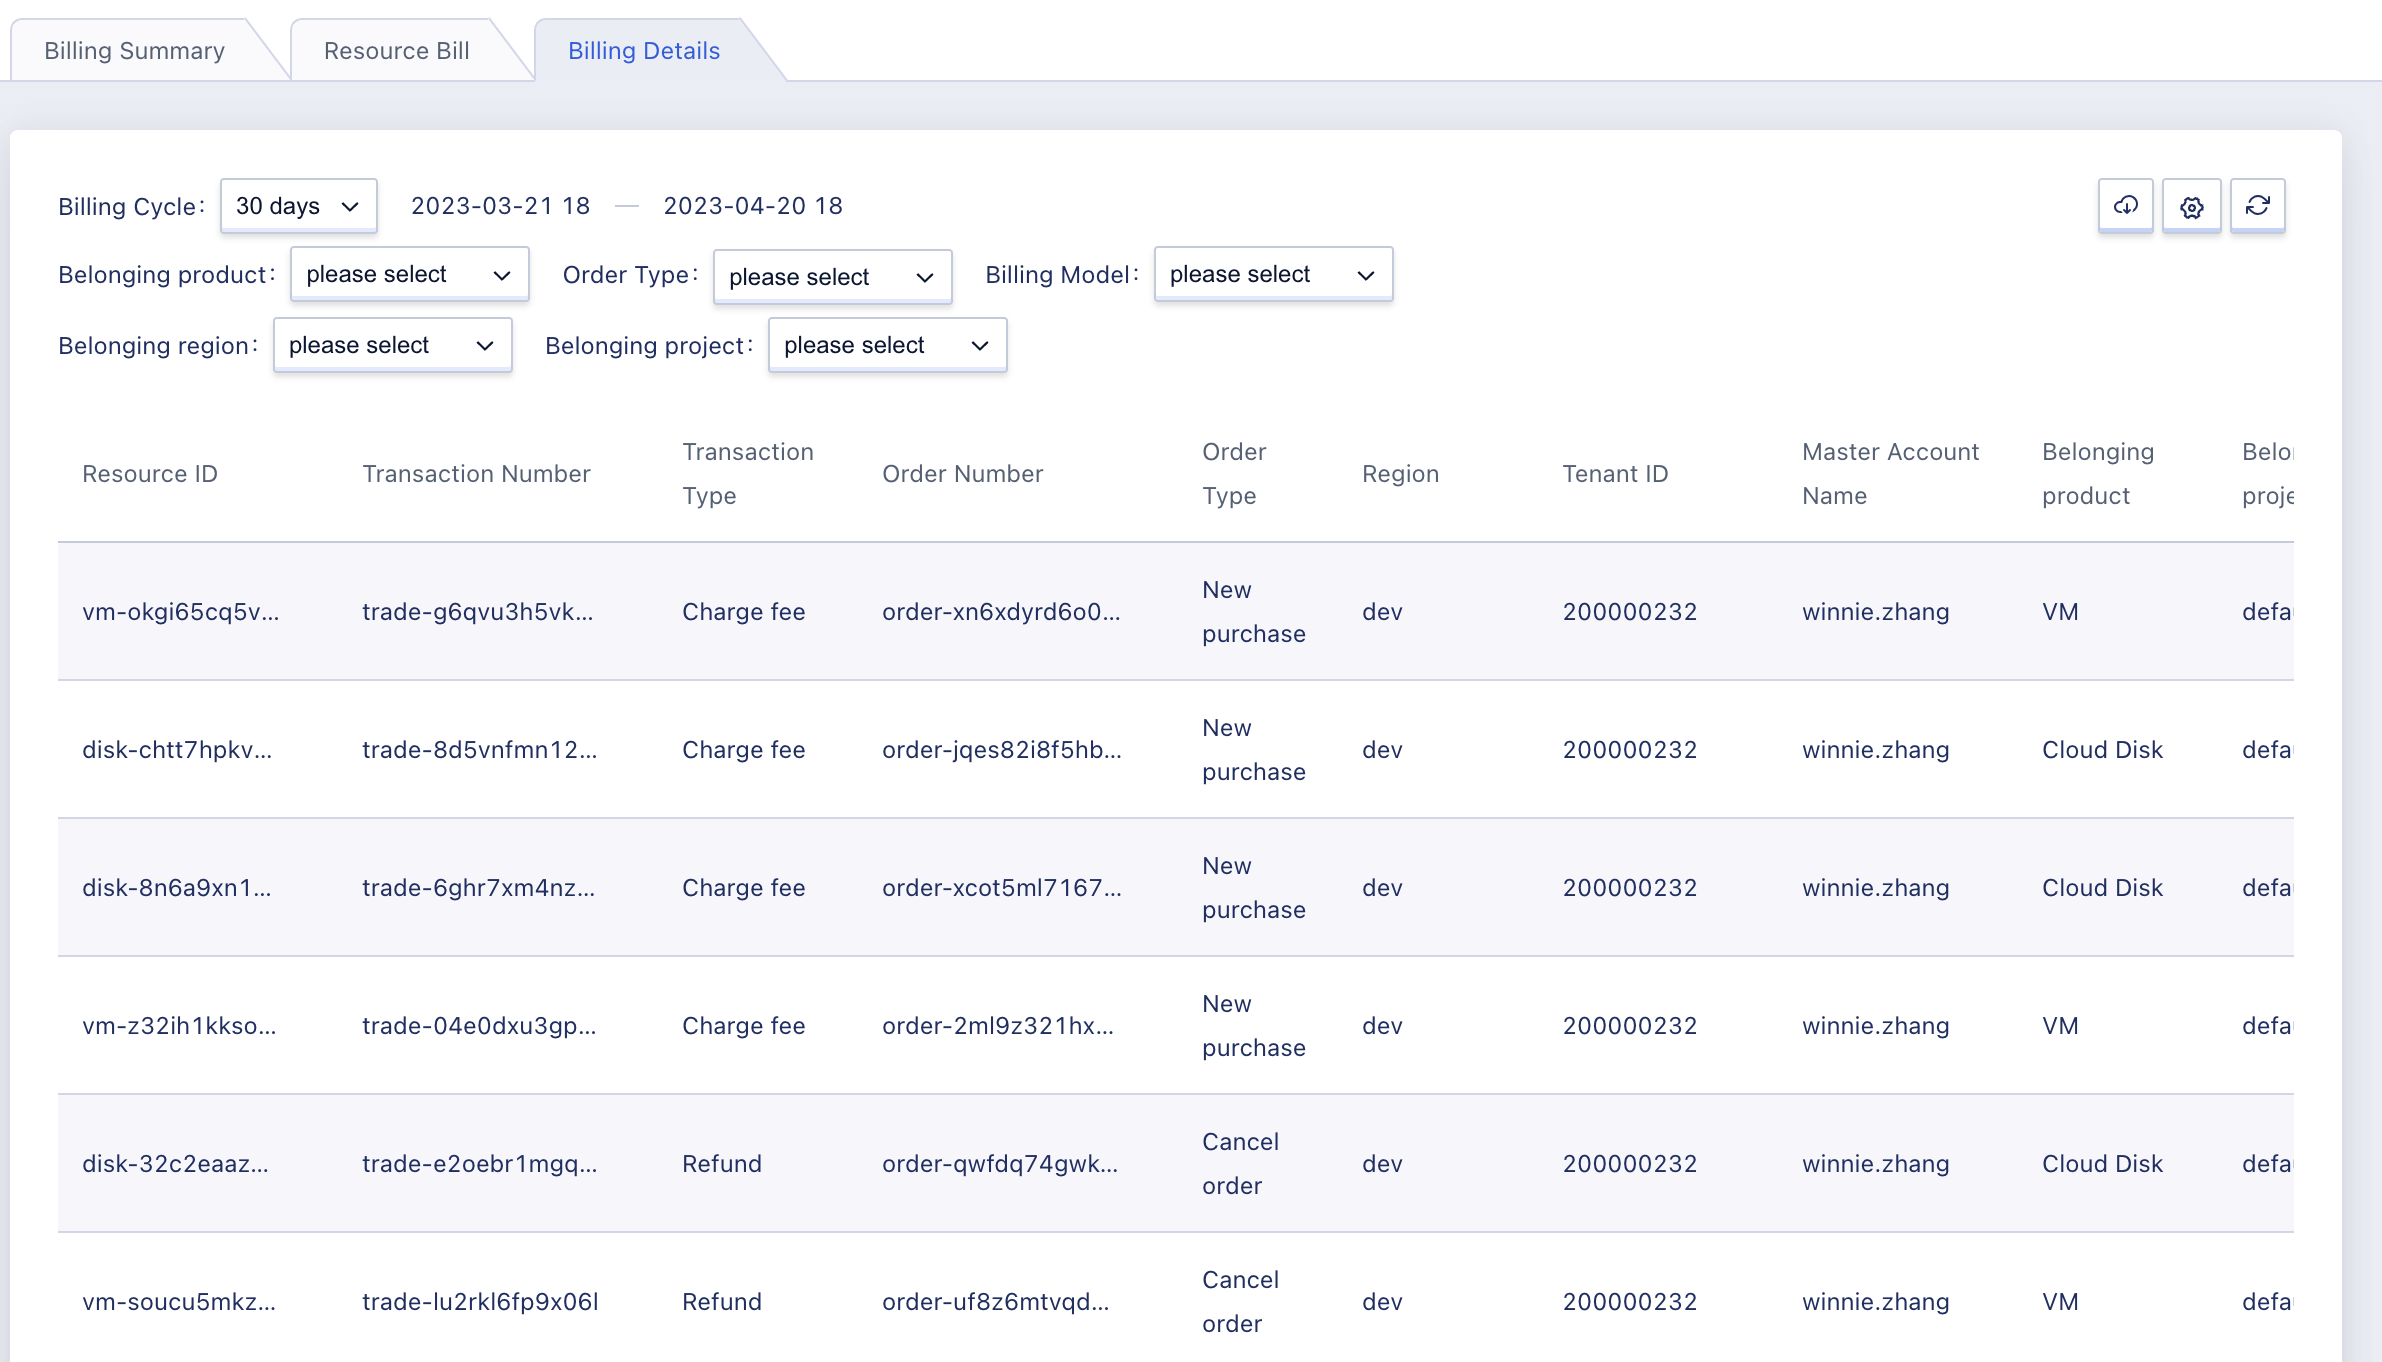 Billing Summary Resource Bill Billing Details
Billing Cycle: 30 days 2023-03-21 18 — 2023-04-20 18
Belonging product: please select Order Type: please select Billing Model: please select
Belonging region: please select Belonging project: please select
Resource ID Transaction Number Transaction Type Order Number Order Type Region Tenant ID Master Account Name Belonging product Belon proje
vm-okgi65cq5v... trade-g6qvu3h5vk... Charge fee order-xn6xdyrd6o0... New purchase dev 200000232 winnie.zhang VM defau
disk-chtt7hpkv... trade-8d5vnfmn12... Charge fee order-jqes82i8f5hb... New purchase dev 200000232 winnie.zhang Cloud Disk defau
disk-8n6a9xn1... trade-6ghr7xm4nz... Charge fee order-xcot5ml7167... New purchase dev 200000232 winnie.zhang Cloud Disk defau
vm-z32ih1kkso... trade-04e0dxu3gp... Charge fee order-2ml9z321hx... New purchase dev 200000232 winnie.zhang VM defau
disk-32c2eaaz... trade-e2oebr1mgq... Refund order-qwfdq74gwk... Cancel order dev 200000232 winnie.zhang Cloud Disk defau
vm-soucu5mkz... trade-lu2rkl6fp9x06l Refund order-uf8z6mtvqd... Cancel order dev 200000232 winnie.zhang VM defau